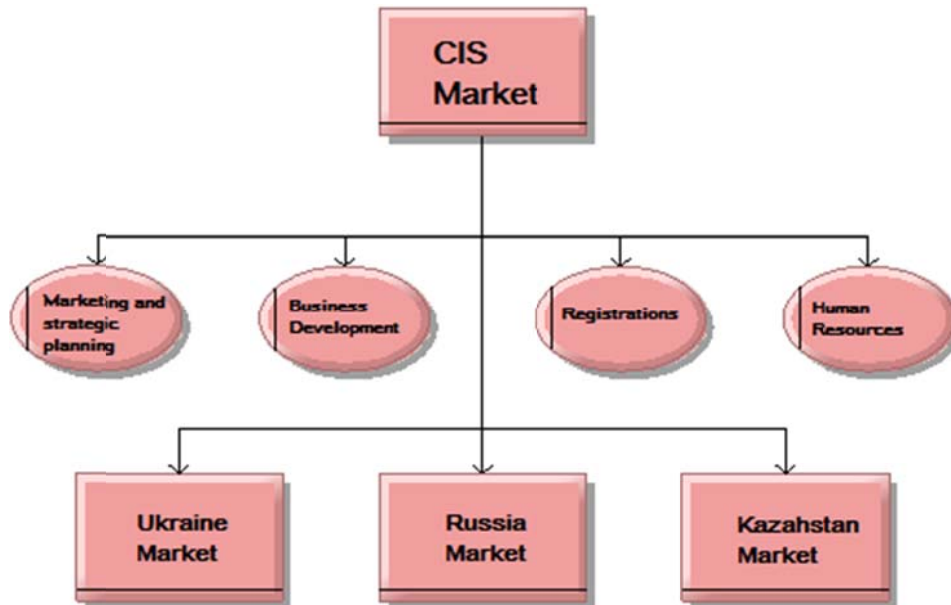 CIS
Market
Marketing and
strategic
planning
Business
Development
Registrations
Human
Resources
Ukraine
Market
Russia
Market
Kazahstan
Market